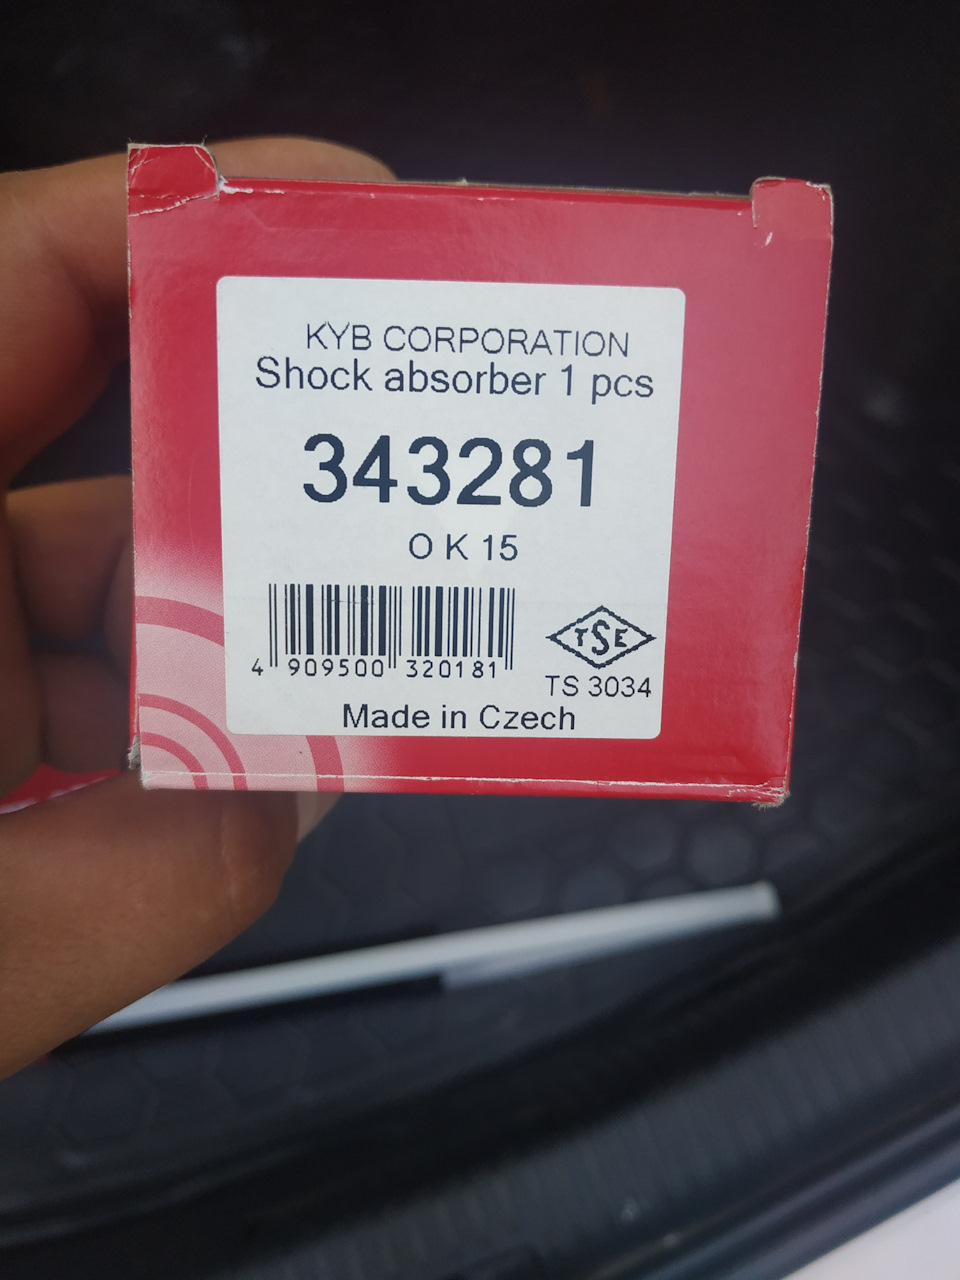 KYB CORPORATION
Shock absorber 1 pcs
343281
O K 15
4 909500 320181
TSE
TS 3034
Made in Czech